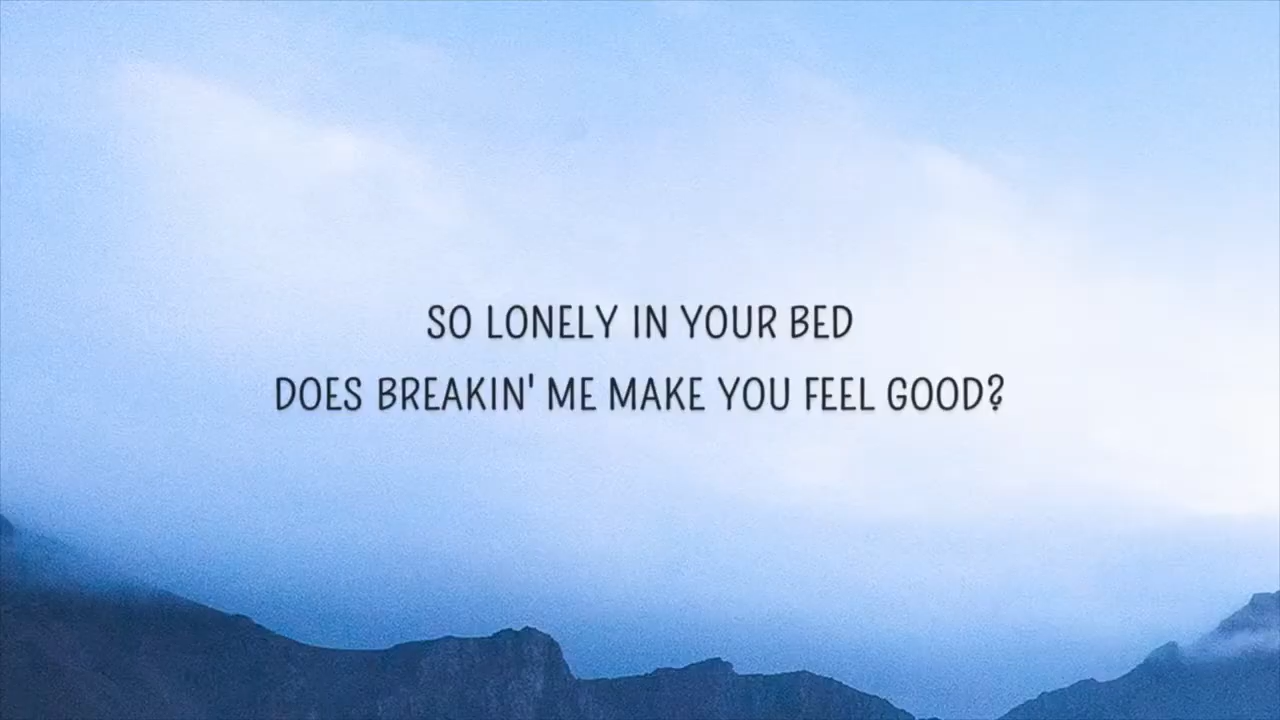 SO LONELY IN YOUR BED
DOES BREAKIN' ME MAKE YOU FEEL GOOD?